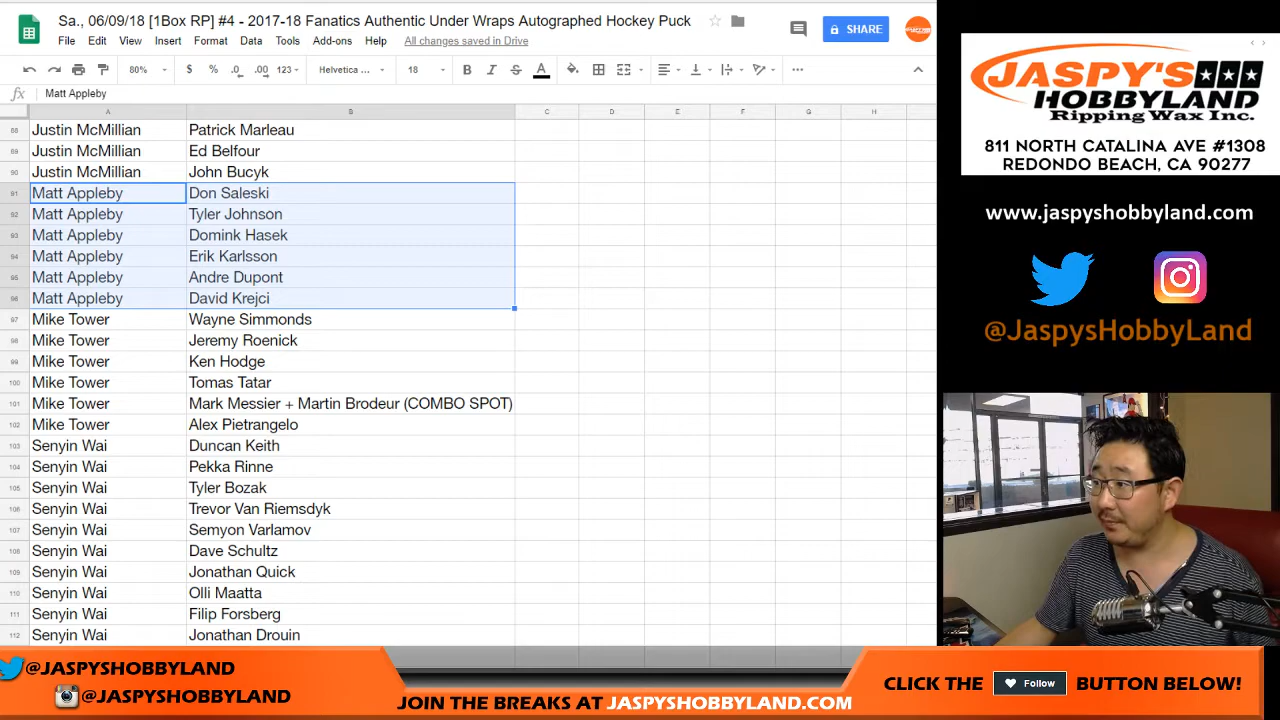 Sa., 06/09/18 [1Box RP] #4 - 2017-18 Fanatics Authentic Under Wraps Autographed Hockey Puck
File Edit View Insert Format Data Tools Add-ons Help All changes saved in Drive
SHARE
80% $ % .0 .00 123 Helvetica ... 18 B I S A
fx Matt Appleby
A B C D E F G H
88 Justin McMillian Patrick Marleau
89 Justin McMillian Ed Belfour
90 Justin McMillian John Bucyk
91 Matt Appleby Don Saleski
92 Matt Appleby Tyler Johnson
93 Matt Appleby Domink Hasek
94 Matt Appleby Erik Karlsson
95 Matt Appleby Andre Dupont
96 Matt Appleby David Krejci
97 Mike Tower Wayne Simmonds
98 Mike Tower Jeremy Roenick
99 Mike Tower Ken Hodge
100 Mike Tower Tomas Tatar
101 Mike Tower Mark Messier + Martin Brodeur (COMBO SPOT)
102 Mike Tower Alex Pietrangelo
103 Senyin Wai Duncan Keith
104 Senyin Wai Pekka Rinne
105 Senyin Wai Tyler Bozak
106 Senyin Wai Trevor Van Riemsdyk
107 Senyin Wai Semyon Varlamov
108 Senyin Wai Dave Schultz
109 Senyin Wai Jonathan Quick
110 Senyin Wai Olli Maatta
111 Senyin Wai Filip Forsberg
112 Senyin Wai Jonathan Drouin
JASPY'S
HOBBYLAND
Ripping Wax Inc.
811 NORTH CATALINA AVE #1308
REDONDO BEACH, CA 90277
www.jaspyshobbyland.com
@JaspysHobbyLand
@JASPYSHOBBYLAND
@JASPYSHOBBYLAND
JOIN THE BREAKS AT JASPYSHOBBYLAND.COM
CLICK THE Follow BUTTON BELOW!